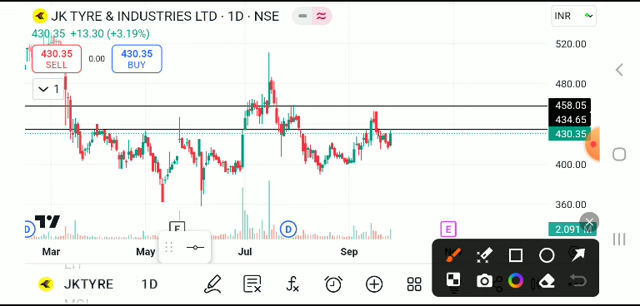 JK TYRE & INDUSTRIES LTD · 1D · NSE
INR
430.35 +13.30 (+3.19%)
430.35 0.00 430.35
SELL BUY
1
520.00
480.00
458.05
434.65
430.35
400.00
360.00
2.091 M
D E D E
Mar May Jul Sep
JKTYRE 1D